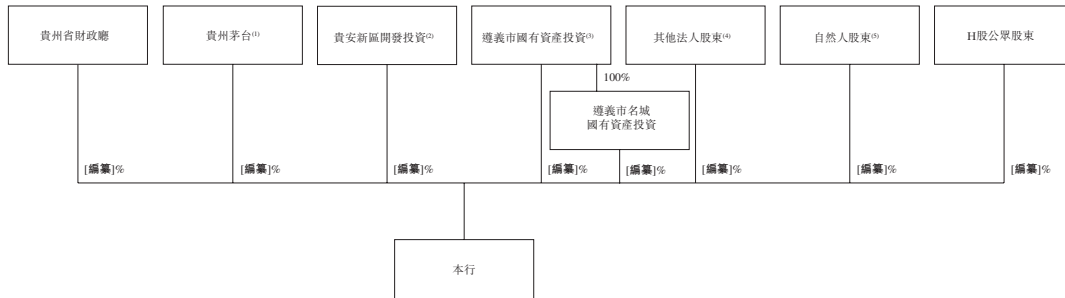 貴州省財政廳
貴州茅台⁽¹⁾
貴安新區開發投資⁽²⁾
遵義市國有資產投資⁽³⁾
其他法人股東⁽⁴⁾
自然人股東⁽⁵⁾
H股公眾股東
100%
遵義市名城
國有資產投資
[編纂]%
[編纂]%
[編纂]%
[編纂]%
[編纂]%
[編纂]%
[編纂]%
[編纂]%
本行